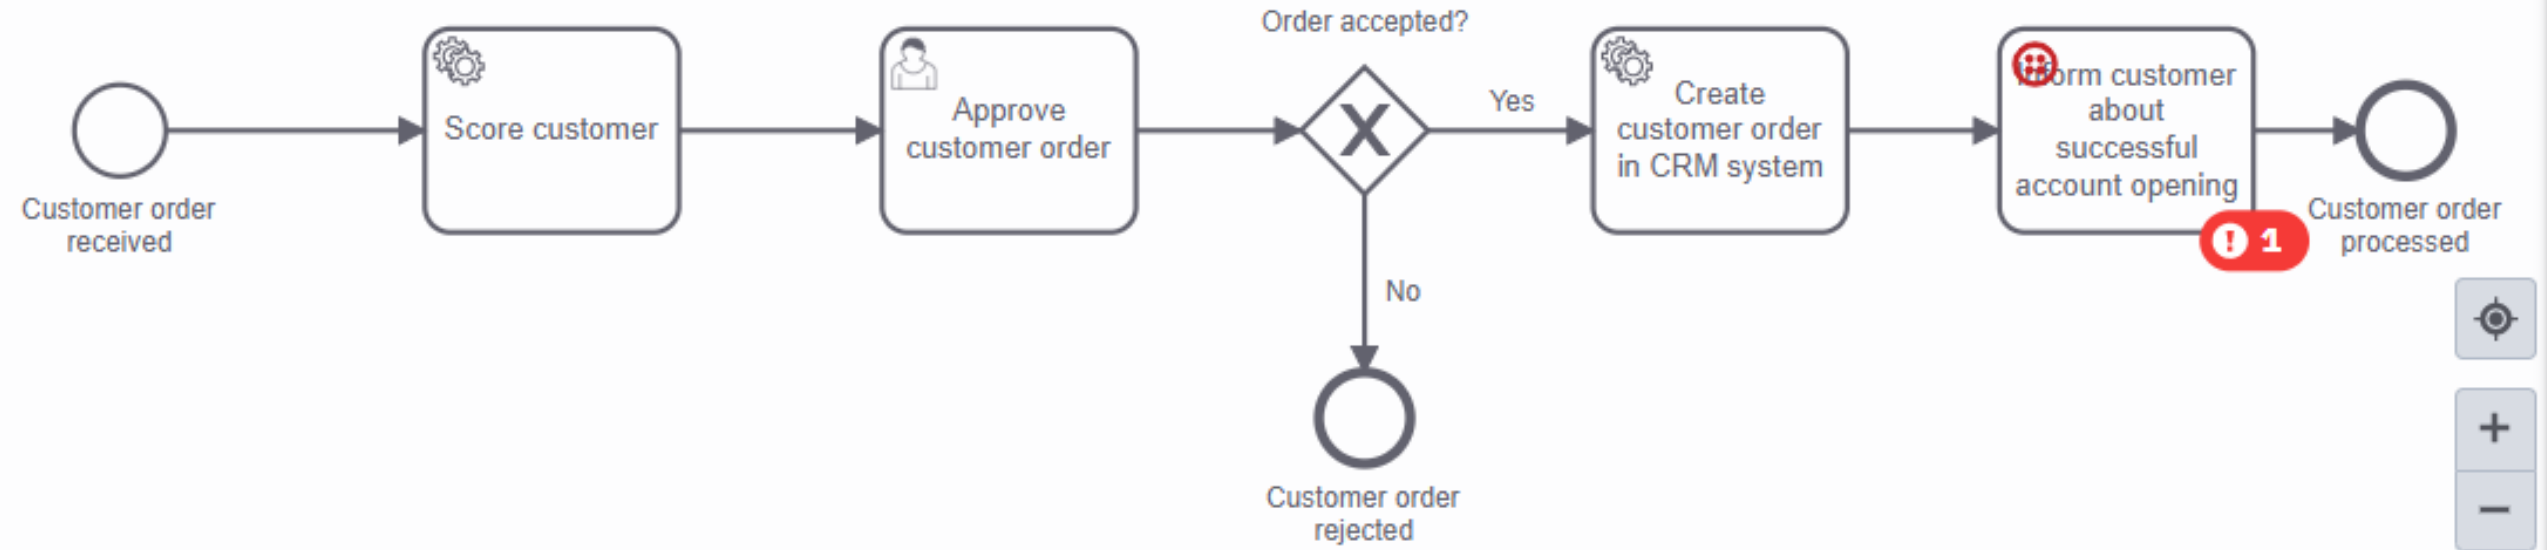 Order accepted?
Customer order
received
Score customer
Approve
customer order
X
Yes
No
Customer order
rejected
Create
customer order
in CRM system
Inform customer
about
successful
account opening
! 1
Customer order
processed
+
−